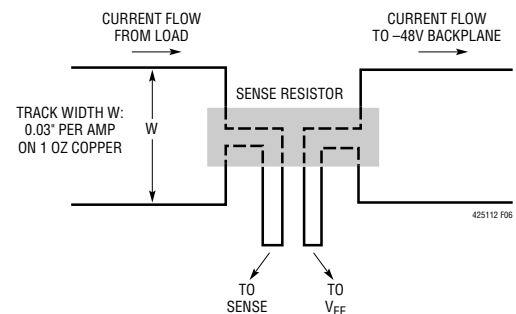 CURRENT FLOW
FROM LOAD
CURRENT FLOW
TO –48V BACKPLANE
SENSE RESISTOR
TRACK WIDTH W:
0.03" PER AMP
ON 1 OZ COPPER
W
425112 F06
TO
SENSE
TO
VEE